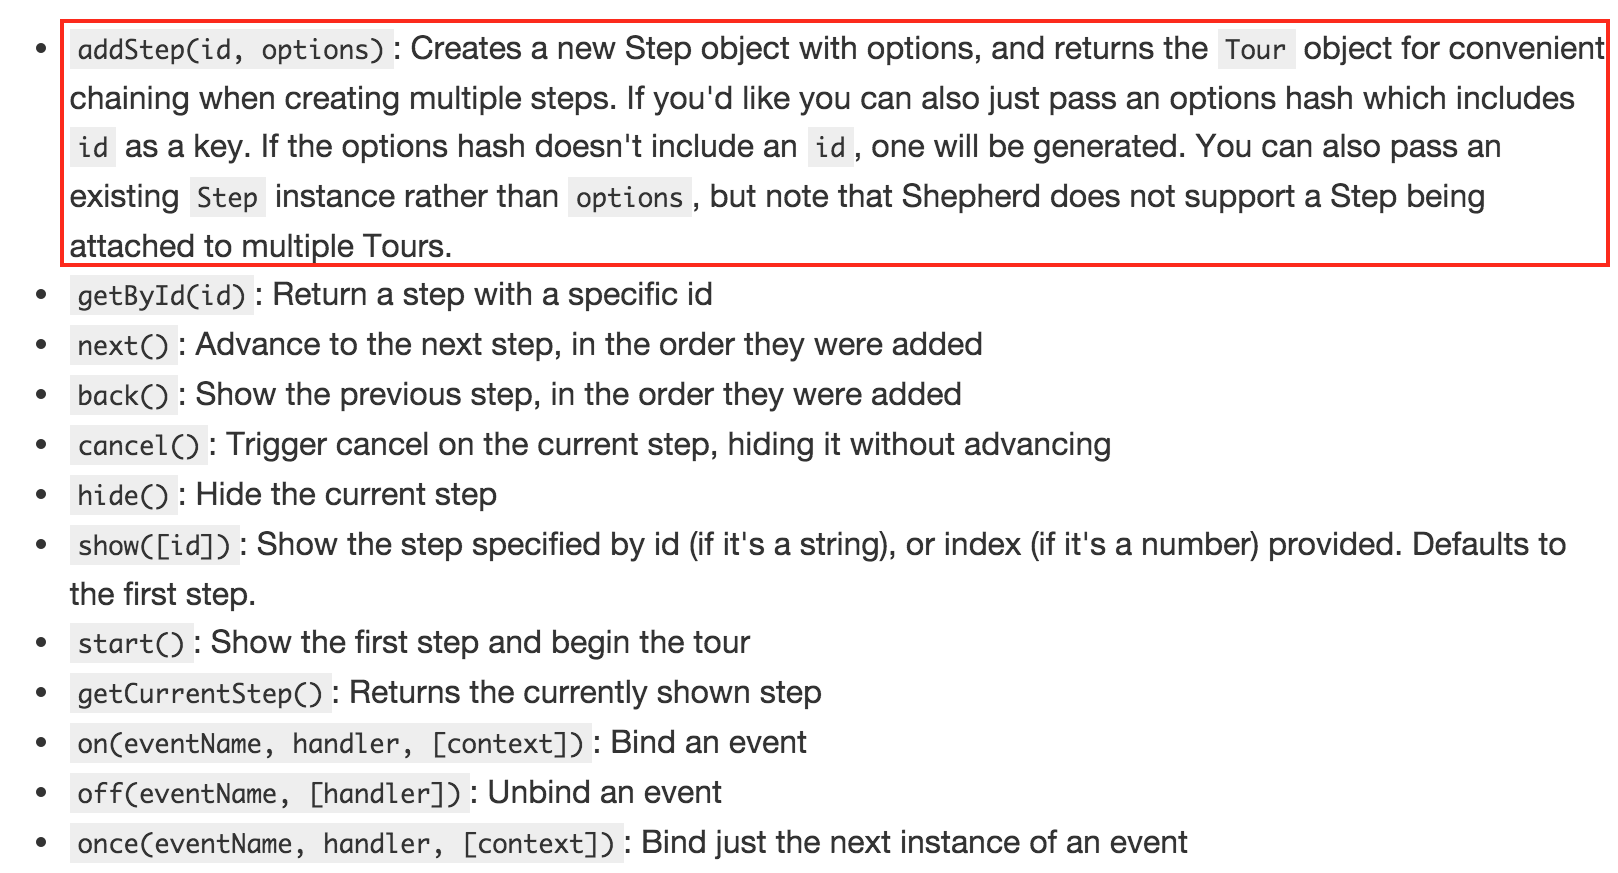 • addStep(id, options): Creates a new Step object with options, and returns the Tour object for convenient
chaining when creating multiple steps. If you'd like you can also just pass an options hash which includes
id as a key. If the options hash doesn't include an id, one will be generated. You can also pass an
existing Step instance rather than options, but note that Shepherd does not support a Step being
attached to multiple Tours.
• getById(id): Return a step with a specific id
• next(): Advance to the next step, in the order they were added
• back(): Show the previous step, in the order they were added
• cancel(): Trigger cancel on the current step, hiding it without advancing
• hide(): Hide the current step
• show([id]): Show the step specified by id (if it's a string), or index (if it's a number) provided. Defaults to
the first step.
• start(): Show the first step and begin the tour
• getCurrentStep(): Returns the currently shown step
• on(eventName, handler, [context]): Bind an event
• off(eventName, [handler]): Unbind an event
• once(eventName, handler, [context]): Bind just the next instance of an event